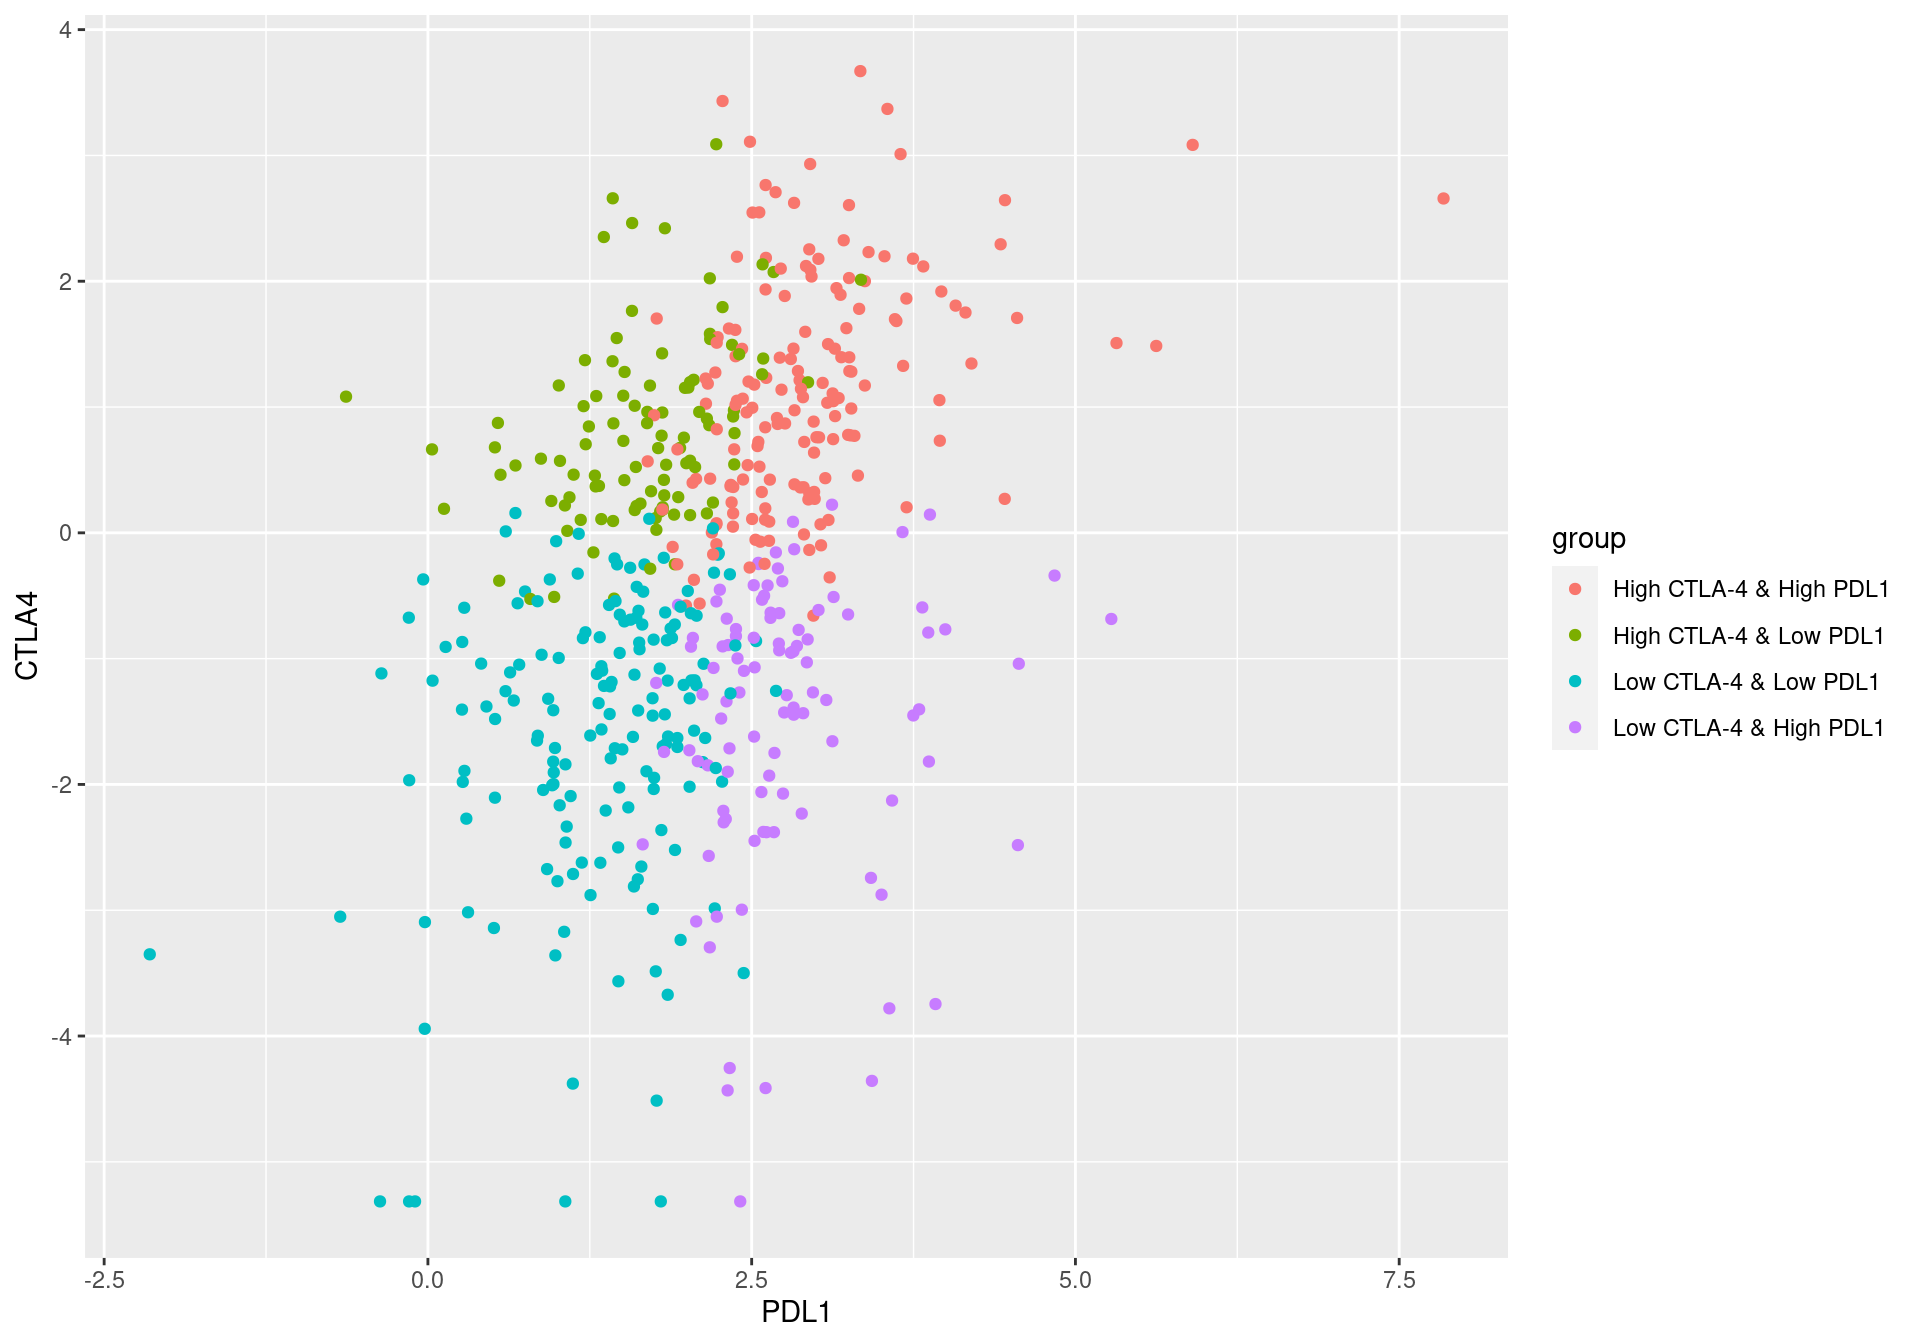 4
2
0
-2
-4
CTLA4
-2.5 0.0 2.5 5.0 7.5
PDL1
group
High CTLA-4 & High PDL1
High CTLA-4 & Low PDL1
Low CTLA-4 & Low PDL1
Low CTLA-4 & High PDL1